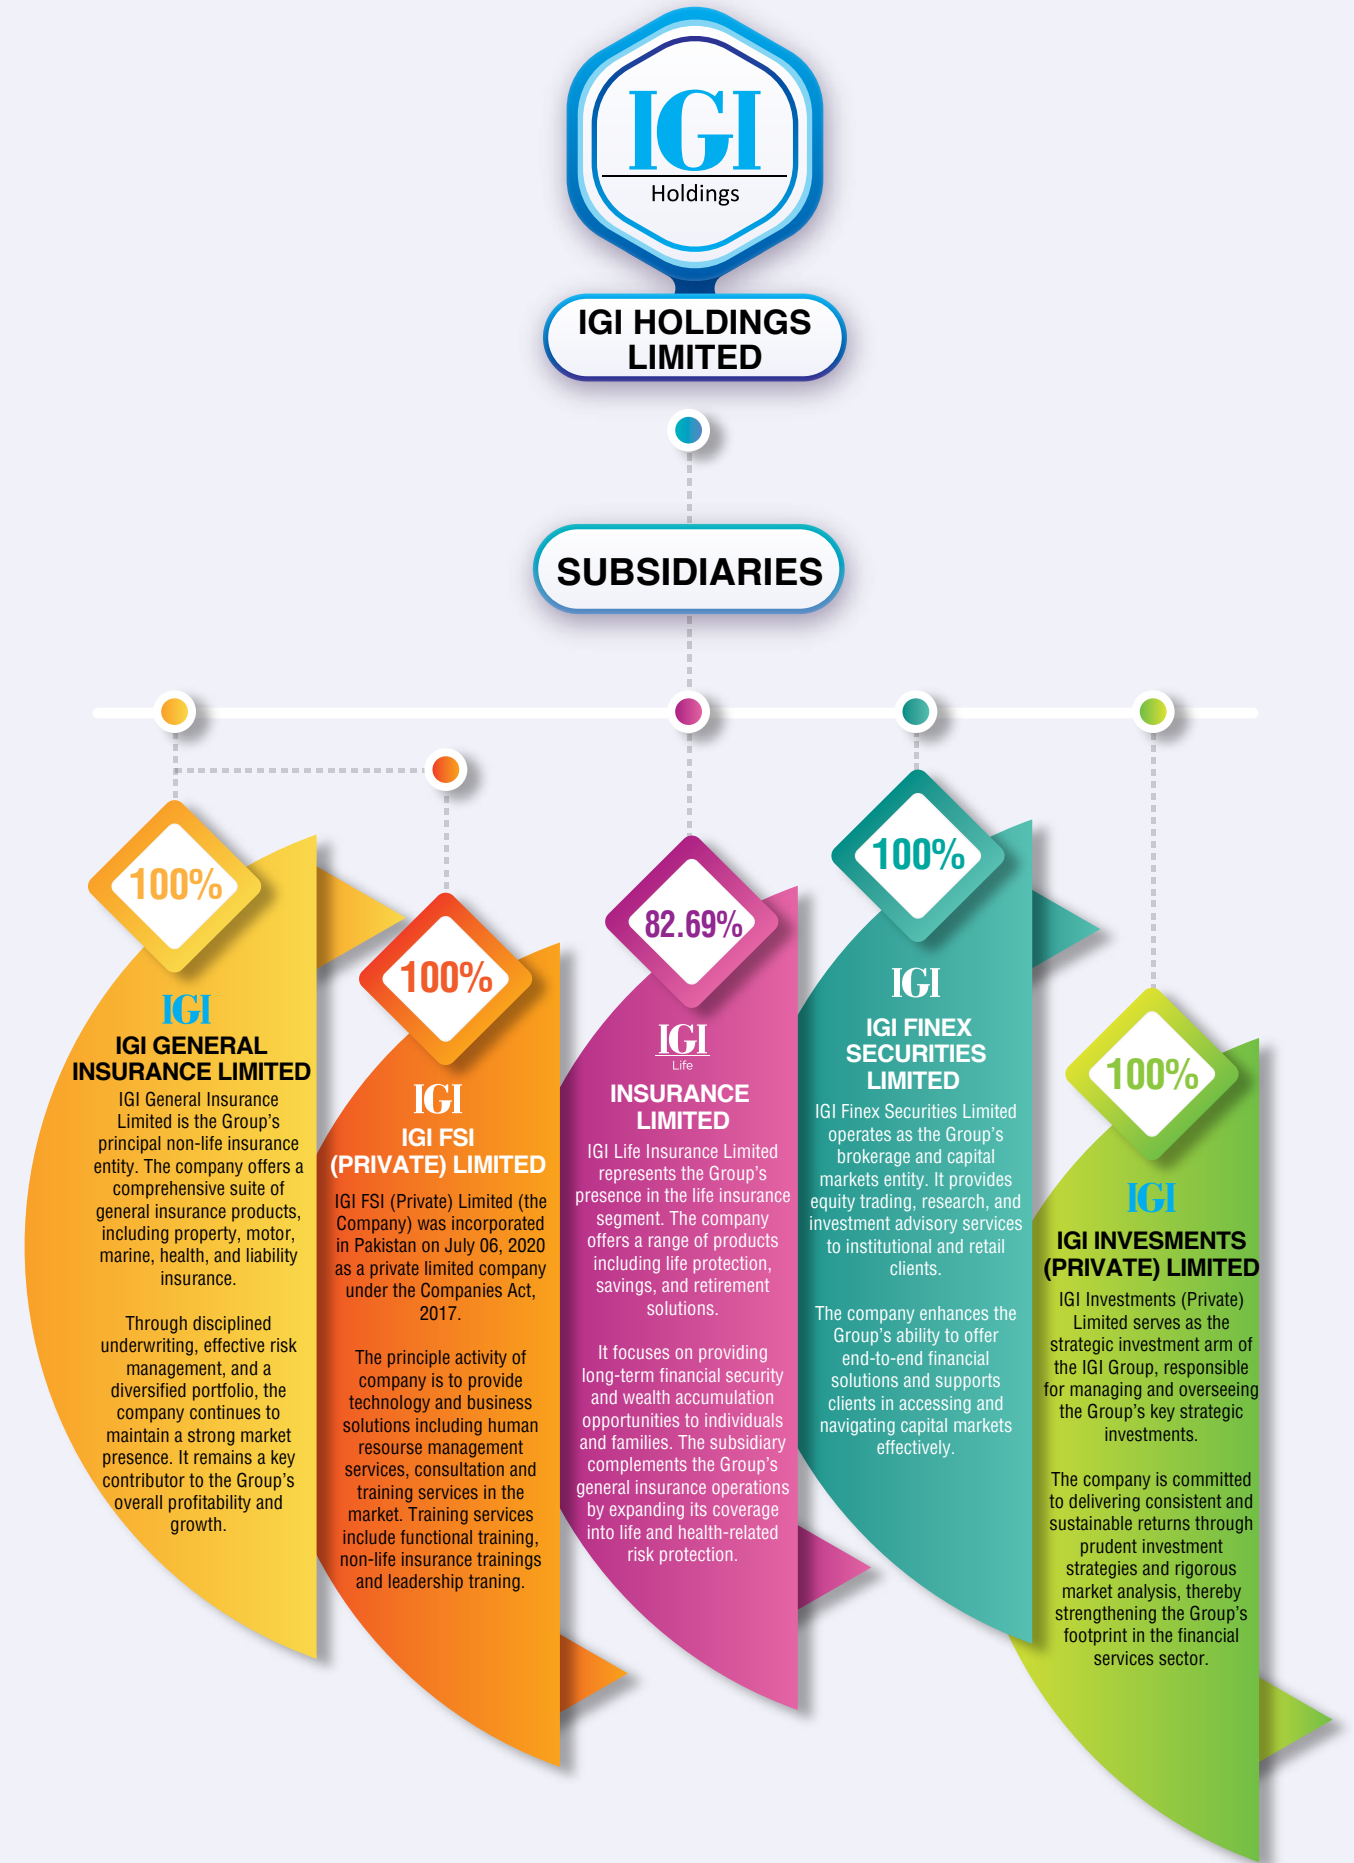 IGI
Holdings
IGI HOLDINGS
LIMITED
SUBSIDIARIES
100%
IGI
IGI GENERAL
INSURANCE LIMITED
IGI General Insurance
Limited is the Group's
principal non-life insurance
entity. The company offers a
comprehensive suite of
general insurance products,
including property, motor,
marine, health, and liability
insurance.
Through disciplined
underwriting, effective risk
management, and a
diversified portfolio, the
company continues to
maintain a strong market
presence. It remains a key
contributor to the Group's
overall profitability and
growth.
100%
IGI
IGI FSI
(PRIVATE) LIMITED
IGI FSI (Private) Limited (the
Company) was incorporated
in Pakistan on July 06, 2020
as a private limited company
under the Companies Act,
2017.
The principle activity of
company is to provide
technology and business
solutions including human
resourse management
services, consultation and
training services in the
market. Training services
include functional training,
non-life insurance trainings
and leadership traning.
82.69%
IGI
Life
INSURANCE
LIMITED
IGI Life Insurance Limited
represents the Group's
presence in the life insurance
segment. The company
offers a range of products
including life protection,
savings, and retirement
solutions.
It focuses on providing
long-term financial security
and wealth accumulation
opportunities to individuals
and families. The subsidiary
complements the Group's
general insurance operations
by expanding its coverage
into life and health-related
risk protection.
100%
IGI
IGI FINEX
SECURITIES
LIMITED
IGI Finex Securities Limited
operates as the Group's
brokerage and capital
markets entity. It provides
equity trading, research, and
investment advisory services
to institutional and retail
clients.
The company enhances the
Group's ability to offer
end-to-end financial
solutions and supports
clients in accessing and
navigating capital markets
effectively.
100%
IGI
IGI INVESMENTS
(PRIVATE) LIMITED
IGI Investments (Private)
Limited serves as the
strategic investment arm of
the IGI Group, responsible
for managing and overseeing
the Group's key strategic
investments.
The company is committed
to delivering consistent and
sustainable returns through
prudent investment
strategies and rigorous
market analysis, thereby
strengthening the Group's
footprint in the financial
services sector.